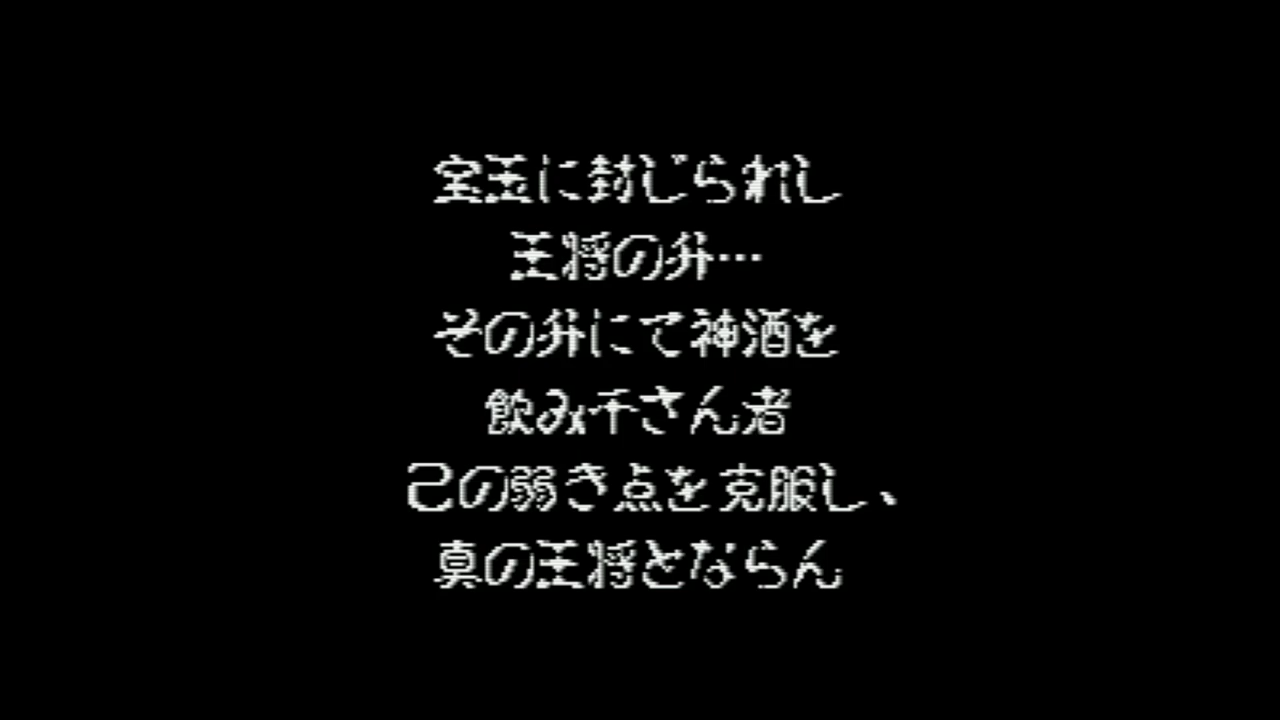 宝玉に封じられし
王将の升…
その升にて神酒を
飲み干さん者
己の弱き点を克服し、
真の王将とならん